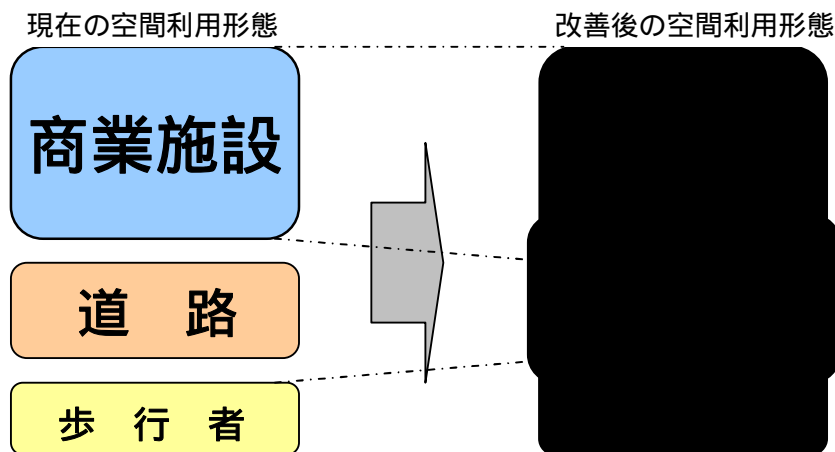 現在の空間利用形態
改善後の空間利用形態
商業施設
道　路
歩　行　者